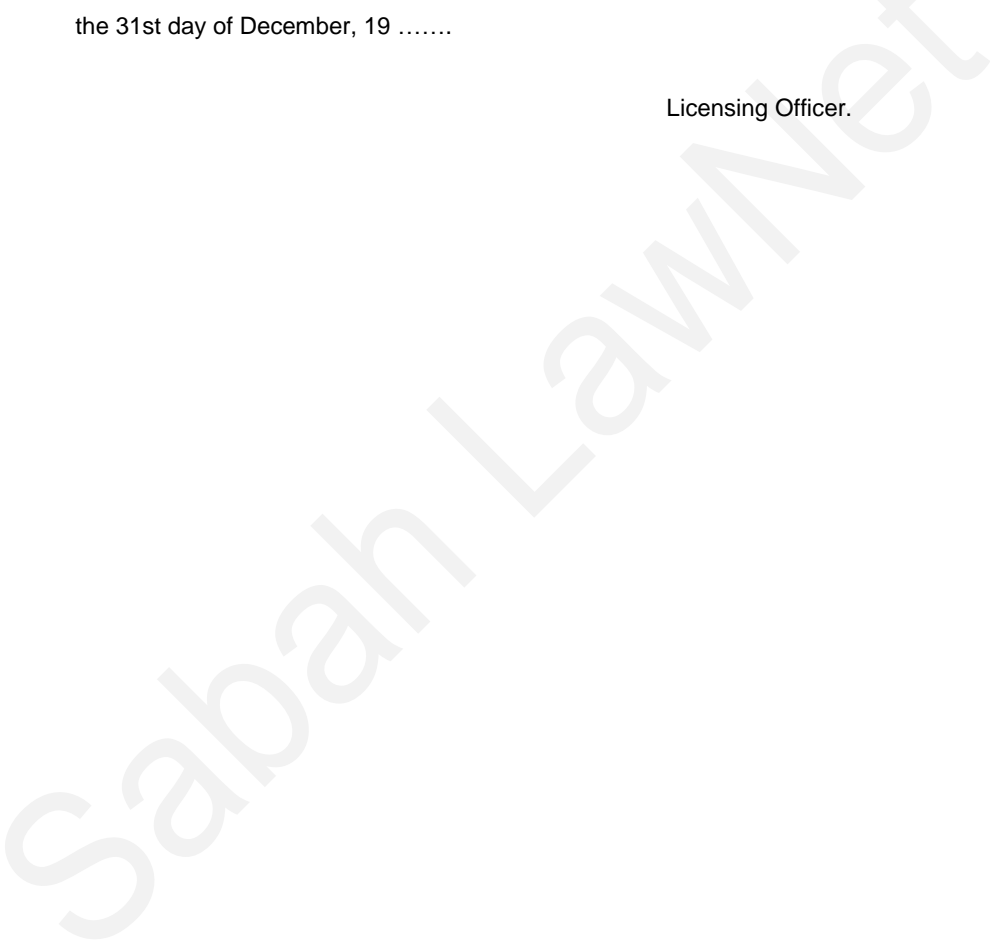 the 31st day of December, 19 …….
Licensing Officer.
Sabah LawNet